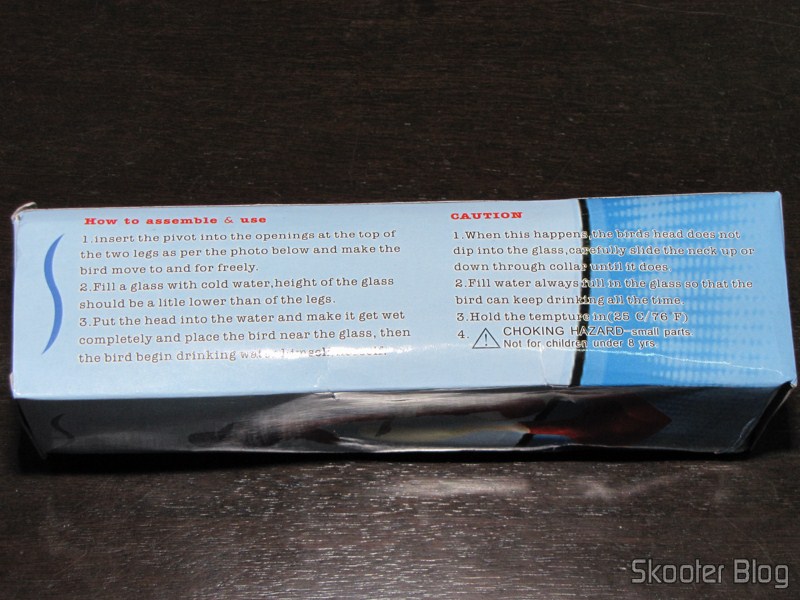 How to assemble & use
1.insert the pivot into the openings at the top of
the two legs as per the photo below and make the
bird move to and for freely.
2.Fill a glass with cold water,height of the glass
should be a litle lower than of the legs.
3.Put the head into the water and make it get wet
completely and place the bird near the glass, then
the bird begin drinking
CAUTION
1.When this happens,the birds head does not
dip into the glass,carefully slide the neck up or
down through collar until it does.
2.Fill water always full in the glass so that the
bird can keep drinking all the time.
3.Hold the tempture in(25 C/76 F)
4. CHOKING HAZARD-small parts.
Not for children under 8 yrs.
Skooter Blog